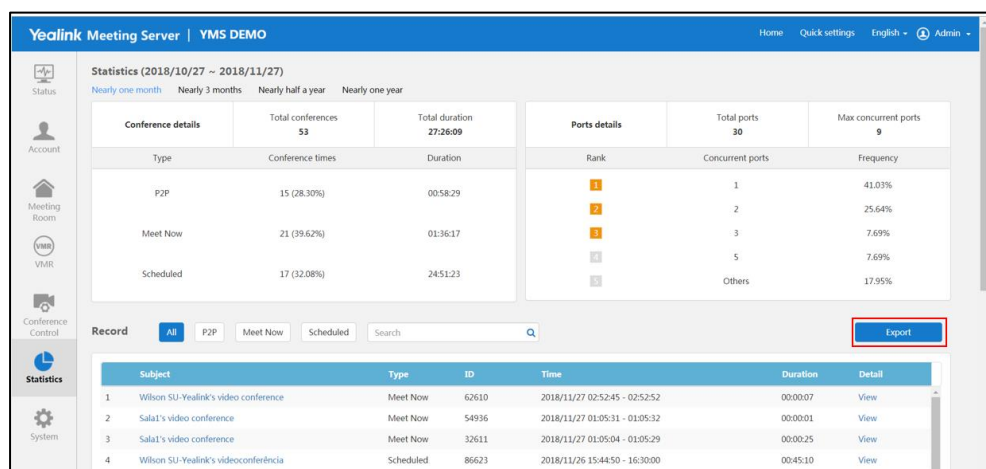 Yealink Meeting Server | YMS DEMO
Home Quick settings English Admin
Status
Account
Meeting Room
VMR
VMR
Conference Control
Statistics
System
Statistics (2018/10/27 ~ 2018/11/27)
Nearly one month Nearly 3 months Nearly half a year Nearly one year
Conference details Total conferences 53 Total duration 27:26:09
Type Conference times Duration
P2P 15 (28.30%) 00:58:29
Meet Now 21 (39.62%) 01:36:17
Scheduled 17 (32.08%) 24:51:23
Ports details Total ports 30 Max concurrent ports 9
Rank Concurrent ports Frequency
1 1 41.03%
2 2 25.64%
3 3 7.69%
4 5 7.69%
5 Others 17.95%
Record All P2P Meet Now Scheduled Search Export
Subject Type ID Time Duration Detail
1 Wilson SU-Yealink's video conference Meet Now 62610 2018/11/27 02:52:45 - 02:52:52 00:00:07 View
2 Sala1's video conference Meet Now 54936 2018/11/27 01:05:31 - 01:05:32 00:00:01 View
3 Sala1's video conference Meet Now 32611 2018/11/27 01:05:04 - 01:05:29 00:00:25 View
4 Wilson SU-Yealink's videoconferência Scheduled 86623 2018/11/26 15:44:50 - 16:30:00 00:45:10 View